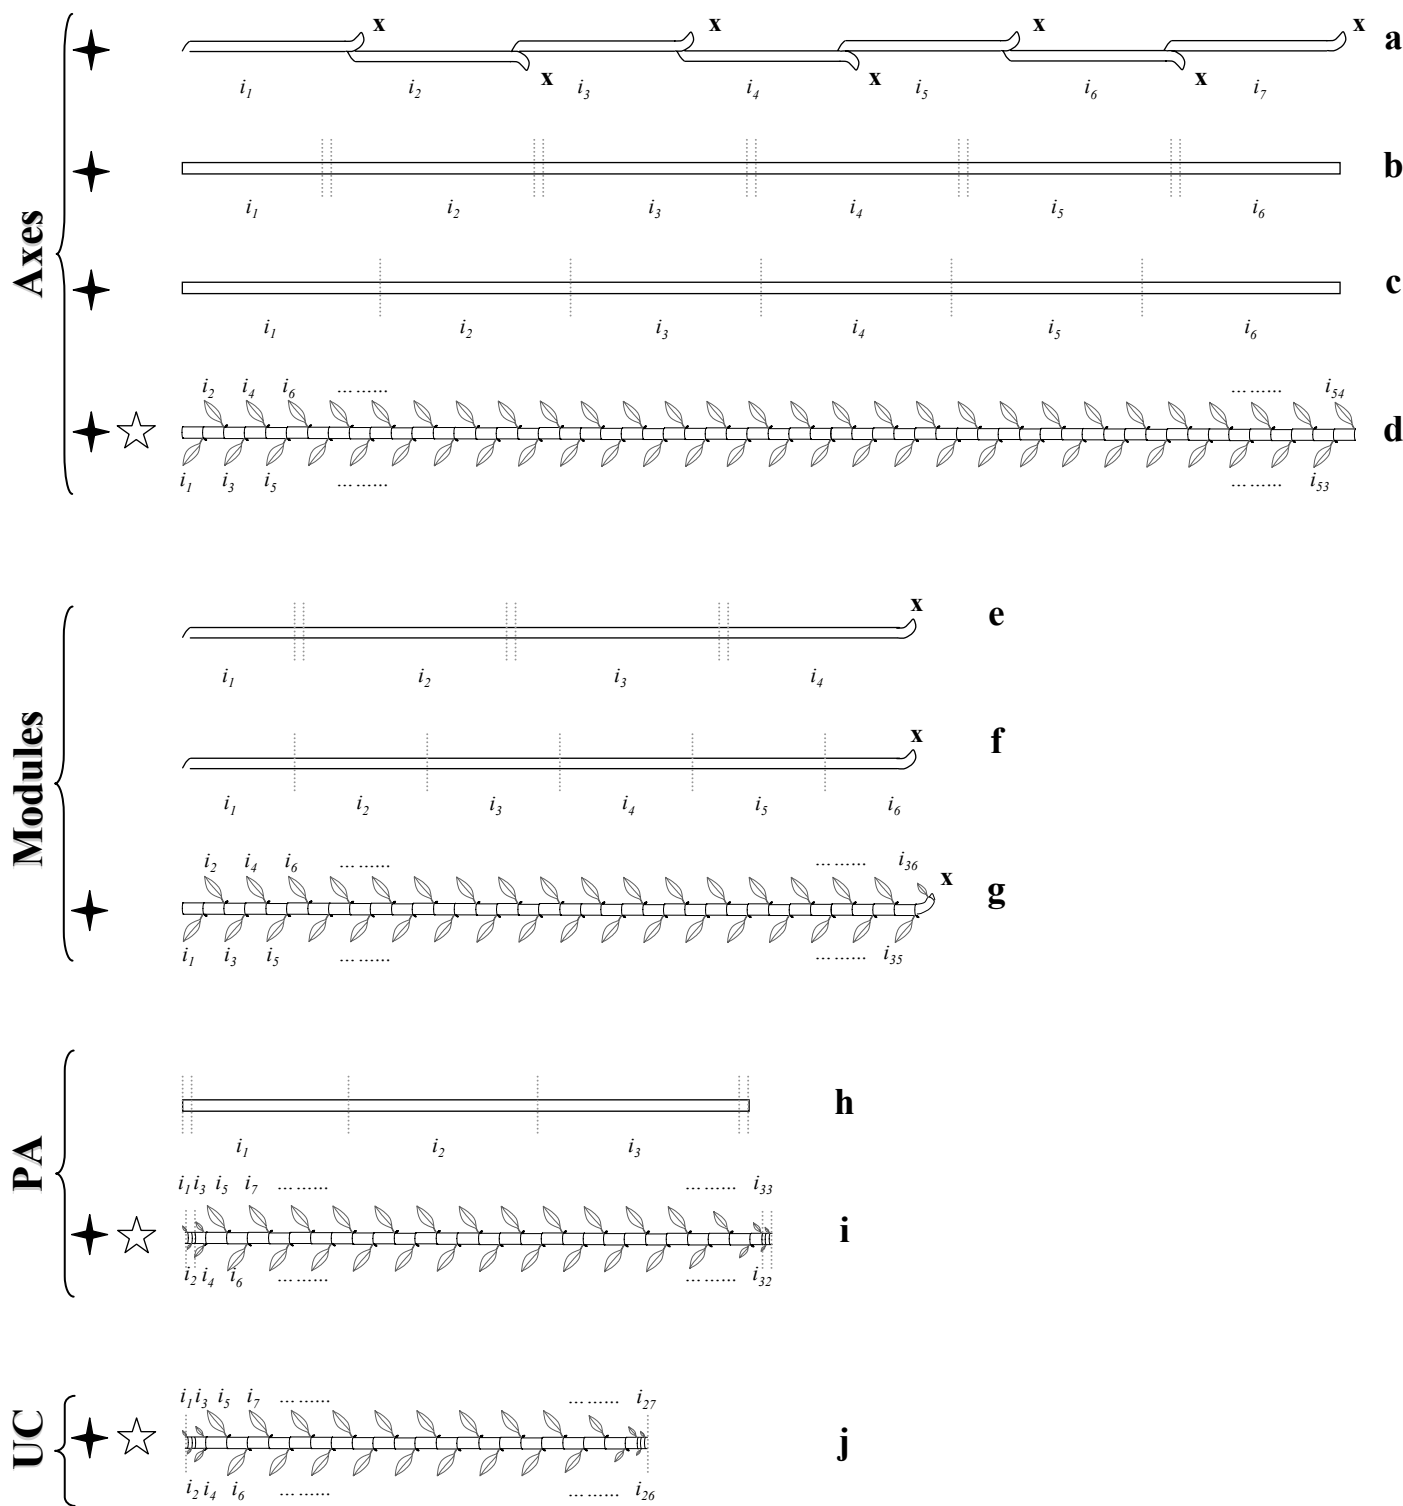 Axes
x x x x a
x x x
i1 i2 i3 i4 i5 i6 i7
b
i1 i2 i3 i4 i5 i6
c
i1 i2 i3 i4 i5 i6
i2 i4 i6 ......... ......... i54
d
i1 i3 i5 ......... ......... i53
Modules
x e
i1 i2 i3 i4
x f
i1 i2 i3 i4 i5 i6
i2 i4 i6 ......... ......... i36
x g
i1 i3 i5 ......... ......... i35
PA
h
i1 i2 i3
i1 i3 i5 i7 ......... ......... i33
i
i2 i4 i6 ......... ......... i32
UC
i1 i3 i5 i7 ......... ......... i27
j
i2 i4 i6 ......... ......... i26